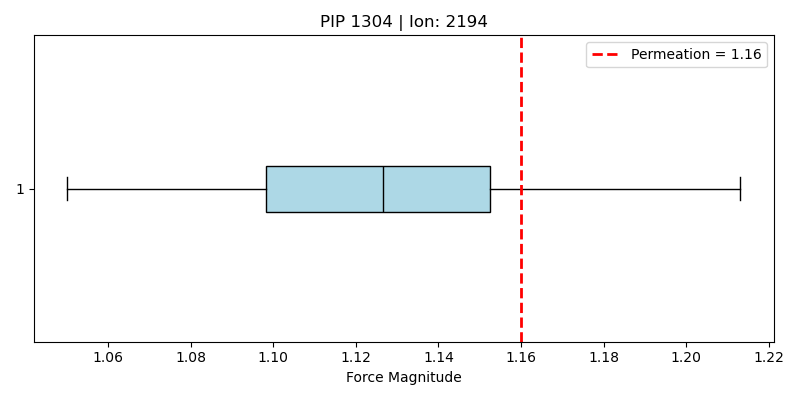 PIP 1304 | Ion: 2194
Permeation = 1.16
1
1.06 1.08 1.10 1.12 1.14 1.16 1.18 1.20 1.22
Force Magnitude